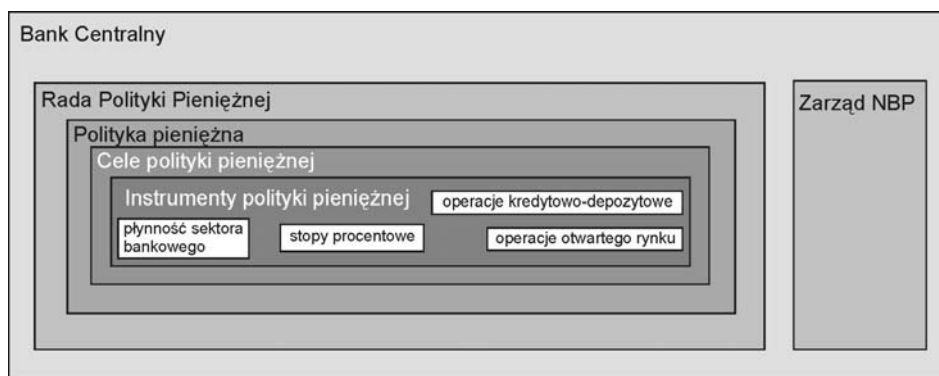 Bank Centralny
Rada Polityki Pieniężnej
Zarząd NBP
Polityka pieniężna
Cele polityki pieniężnej
Instrumenty polityki pieniężnej
operacje kredytowo-depozytowe
płynność sektora
bankowego
stopy procentowe
operacje otwartego rynku